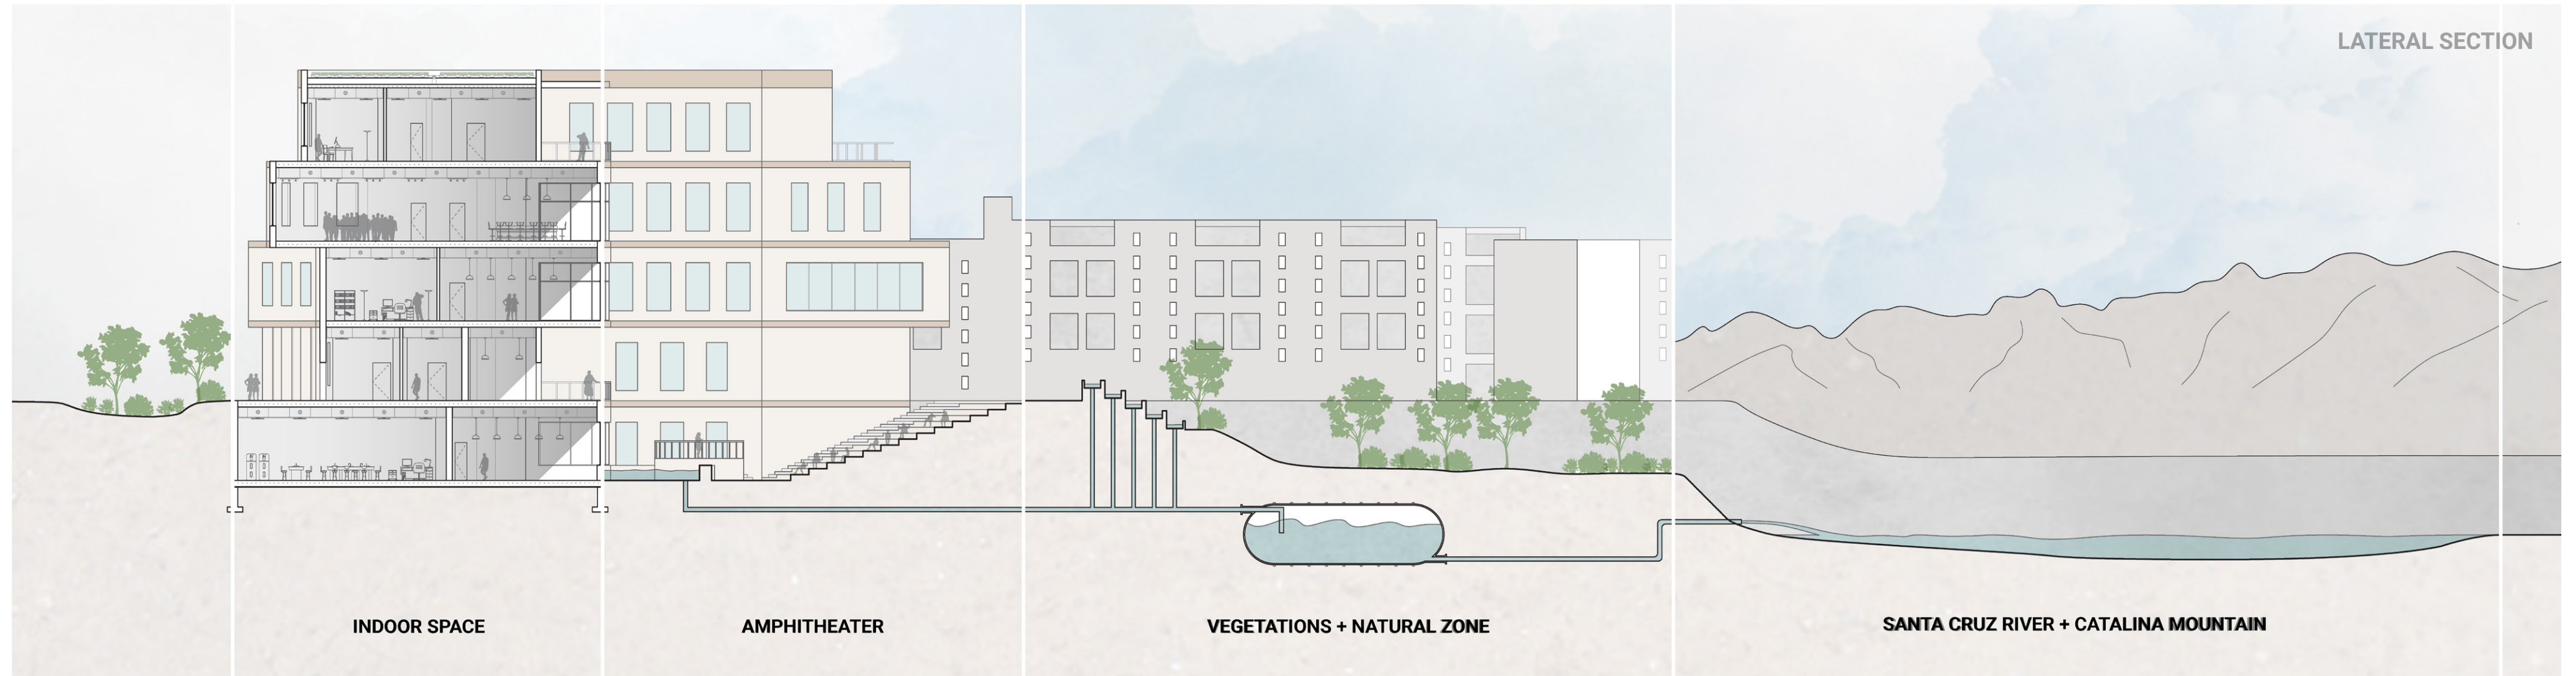 LATERAL SECTION
INDOOR SPACE
AMPHITHEATER
VEGETATIONS + NATURAL ZONE
SANTA CRUZ RIVER + CATALINA MOUNTAIN